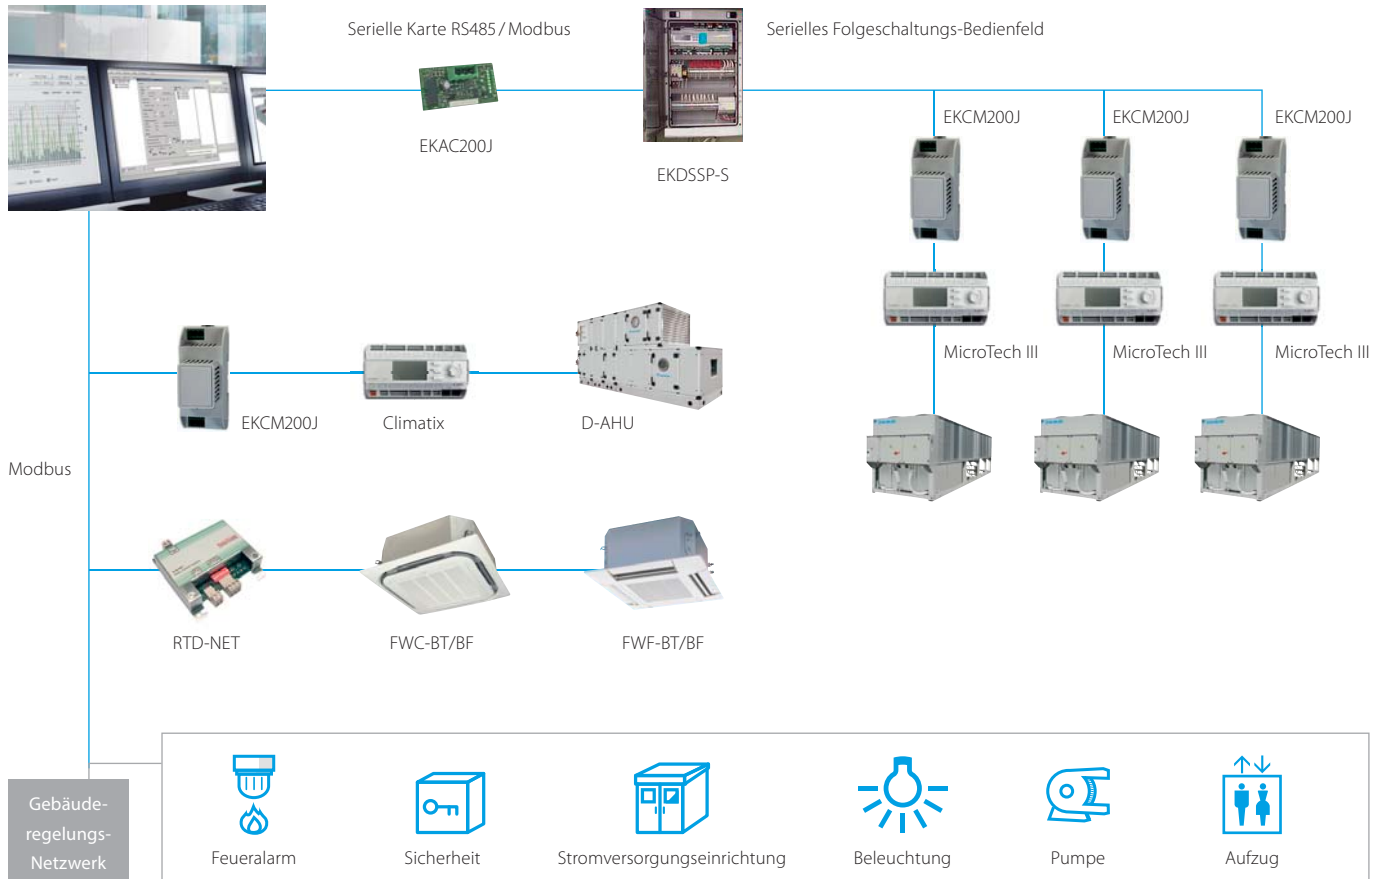 Serielle Karte RS485 / Modbus
Serielles Folgeschaltungs-Bedienfeld
EKAC200J
EKDSSP-S
EKCM200J
EKCM200J
EKCM200J
MicroTech III
MicroTech III
MicroTech III
EKCM200J
Climatix
D-AHU
Modbus
RTD-NET
FWC-BT/BF
FWF-BT/BF
Gebäude-
regelungs-
Netzwerk
Feueralarm
Sicherheit
Stromversorgungseinrichtung
Beleuchtung
Pumpe
Aufzug